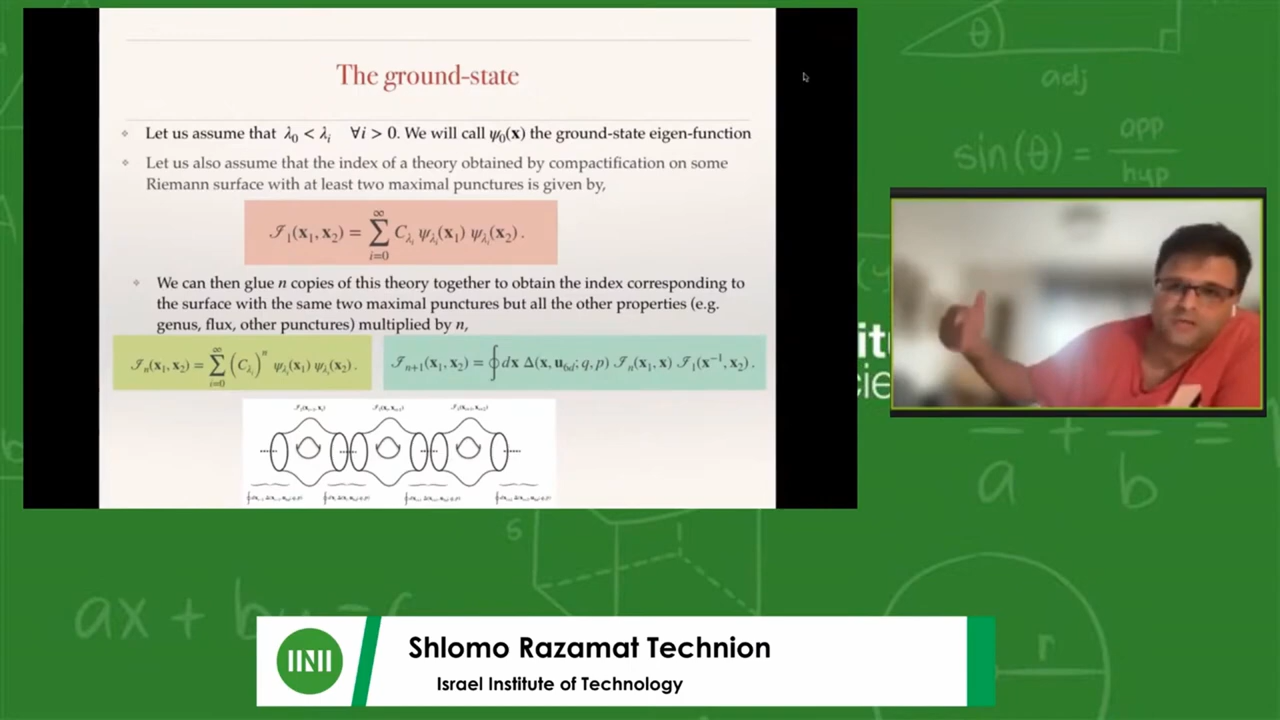 The ground-state
Let us assume that λ₀ < λᵢ ∀i > 0. We will call ψ₀(x) the ground-state eigen-function
Let us also assume that the index of a theory obtained by compactification on some
Riemann surface with at least two maximal punctures is given by,
ℐ₁(x₁, x₂) = ∑_{i=0}^{∞} C_{λᵢ} ψ_{λᵢ}(x₁) ψ_{λᵢ}(x₂) .
We can then glue n copies of this theory together to obtain the index corresponding to
the surface with the same two maximal punctures but all the other properties (e.g.
genus, flux, other punctures) multiplied by n,
ℐₙ(x₁, x₂) = ∑_{i=0}^{∞} (C_{λᵢ})ⁿ ψ_{λᵢ}(x₁) ψ_{λᵢ}(x₂) .
ℐₙ₊₁(x₁, x₂) = ∮dx Δ(x, u_{6d}; q, p) ℐₙ(x₁, x) ℐ₁(x⁻¹, x₂) .
θ
adj
sin(θ) = opp
hyp
itu
cie
+ =
a b
s
ax + b
r
Shlomo Razamat Technion
Israel Institute of Technology